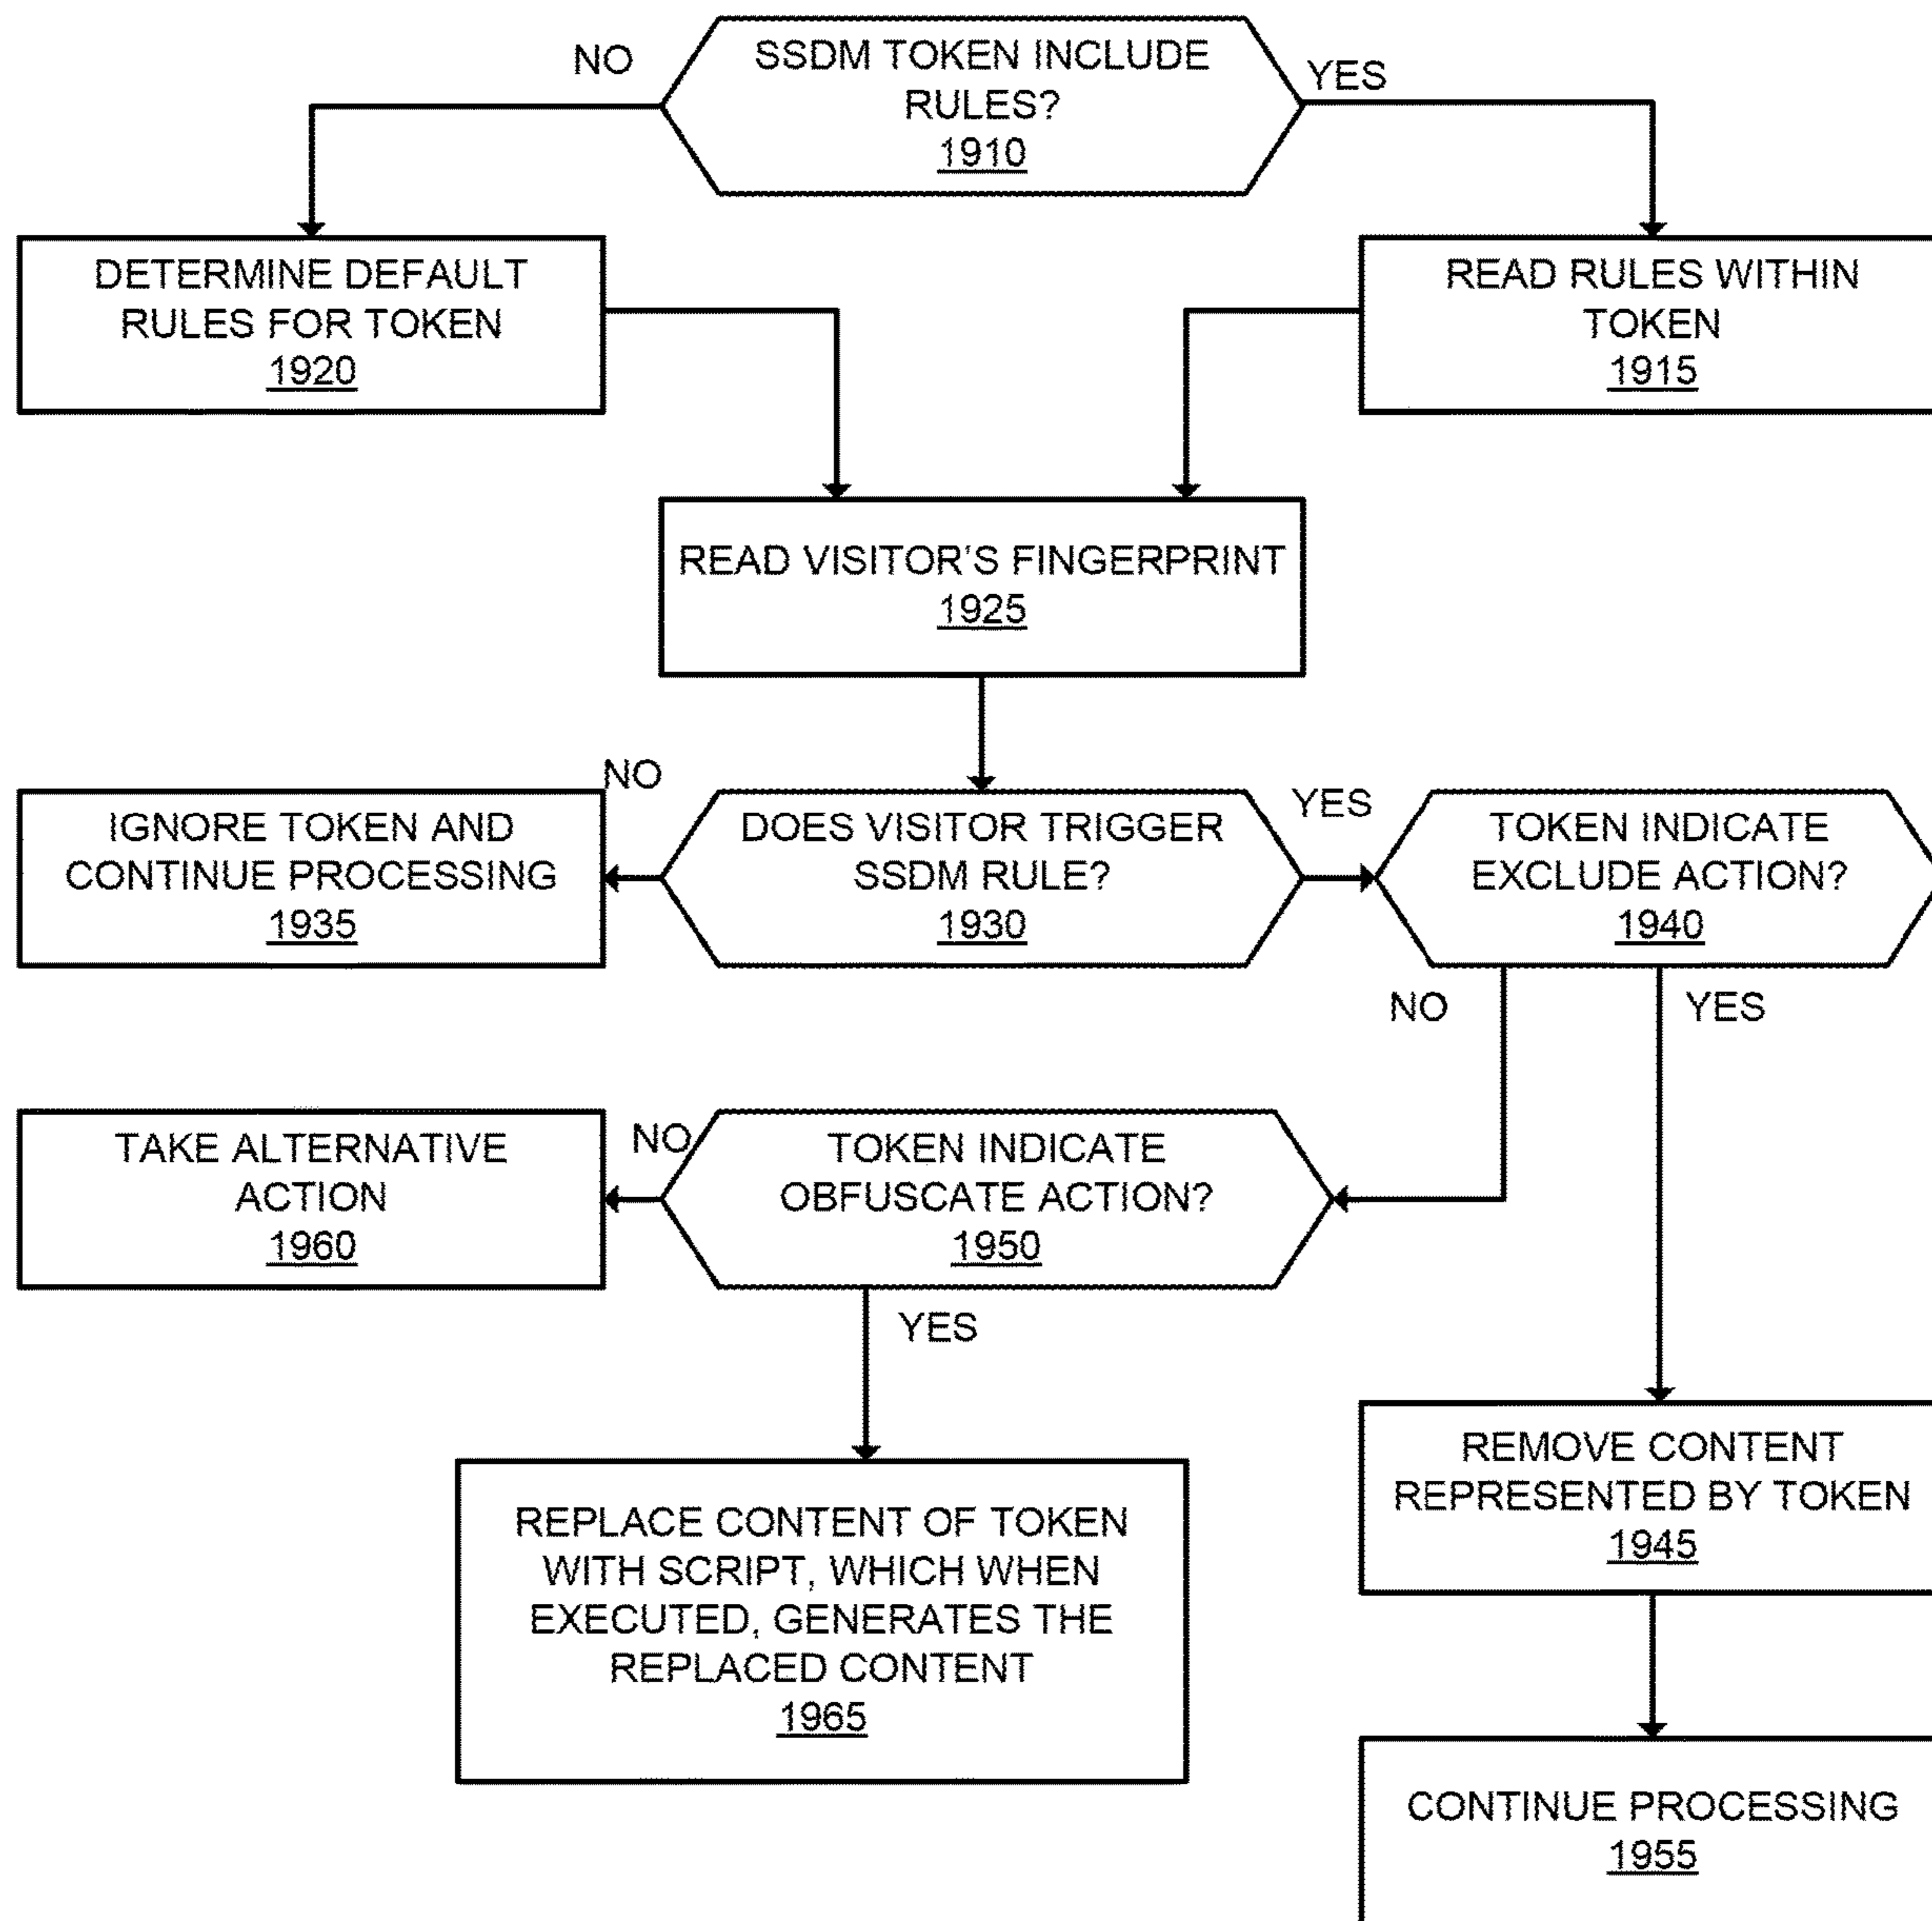 NO
SSDM TOKEN INCLUDE
RULES?
1910
YES
DETERMINE DEFAULT
RULES FOR TOKEN
1920
READ RULES WITHIN
TOKEN
1915
READ VISITOR'S FINGERPRINT
1925
NO
IGNORE TOKEN AND
CONTINUE PROCESSING
1935
DOES VISITOR TRIGGER
SSDM RULE?
1930
YES
TOKEN INDICATE
EXCLUDE ACTION?
1940
NO
YES
TAKE ALTERNATIVE
ACTION
1960
NO
TOKEN INDICATE
OBFUSCATE ACTION?
1950
YES
REMOVE CONTENT
REPRESENTED BY TOKEN
1945
REPLACE CONTENT OF TOKEN
WITH SCRIPT, WHICH WHEN
EXECUTED, GENERATES THE
REPLACED CONTENT
1965
CONTINUE PROCESSING
1955